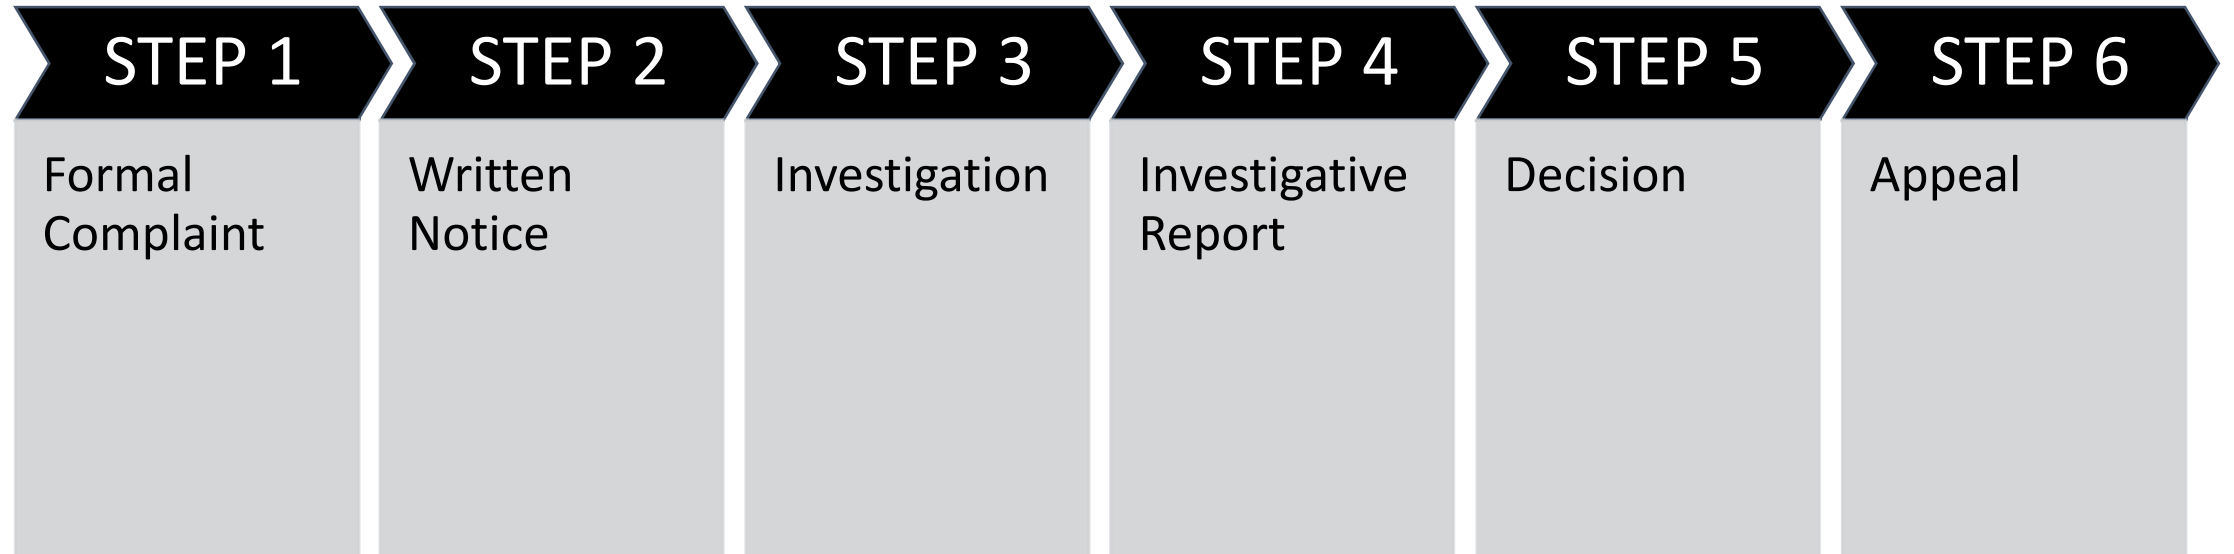 STEP 1
Formal
Complaint
STEP 2
Written
Notice
STEP 3
Investigation
STEP 4
Investigative
Report
STEP 5
Decision
STEP 6
Appeal